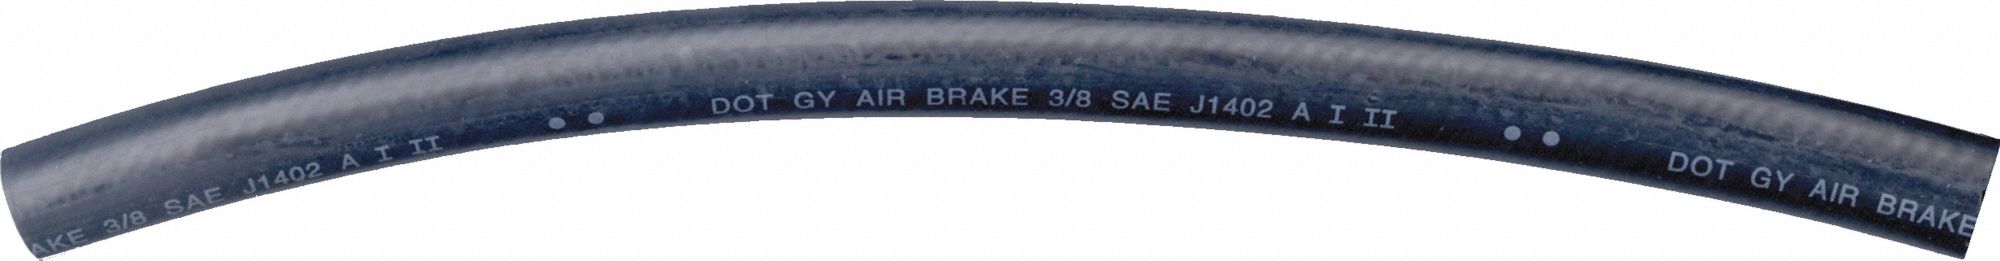 AKE 3/8 SAE J1402 A I II ●● DOT GY AIR BRAKE 3/8 SAE J1402 A I II ●● DOT GY AIR BRAKE